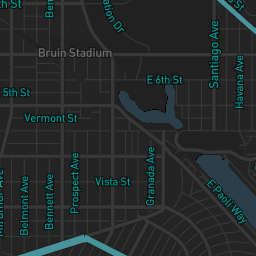 Bruin Stadium
E 6th St
5th St
Vermont St
Santiago Ave
Havana Ave
Prospect Ave
Vista St
Granada Ave
E Paoli Way
Belmont Ave
Bennett Ave